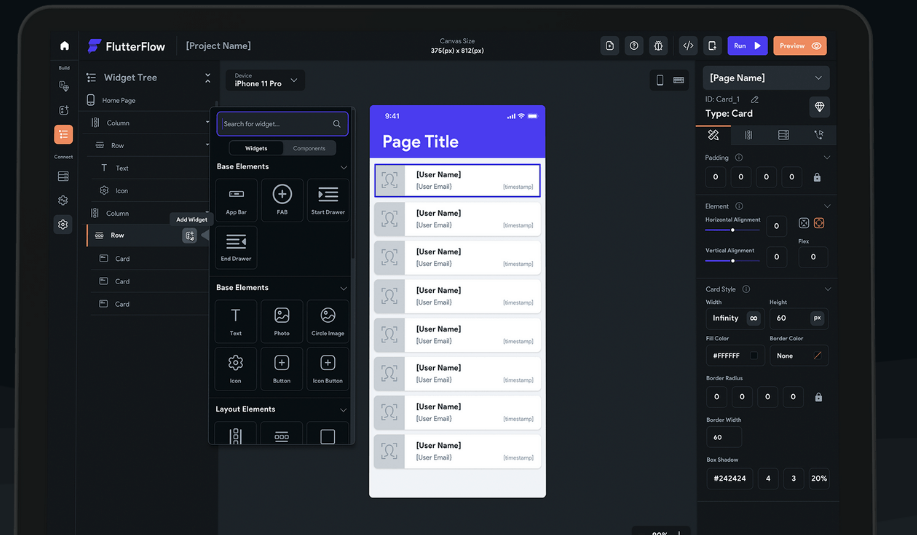 FlutterFlow
[Project Name]
Canvas Size
375(px) x 812(px)
Run
Preview
Build
Connect
Widget Tree
Home Page
Column
Row
Text
Icon
Column
Row
Card
Card
Card
Add Widget
Device
iPhone 11 Pro
Search for widget...
Widgets
Components
Base Elements
App Bar
FAB
Start Drawer
End Drawer
Base Elements
Text
Photo
Circle Image
Icon
Button
Icon Button
Layout Elements
9:41
Page Title
[User Name]
[User Email)
[timestamp]
[User Name]
[User Email)
[timestamp]
[User Name]
[User Email)
[timestamp]
[User Name]
[User Email)
[timestamp]
[User Name]
[User Email)
[timestamp]
[User Name]
[User Email)
[timestamp]
[User Name]
[User Email)
[timestamp]
[User Name]
[User Email)
[timestamp]
[Page Name]
ID: Card_1
Type: Card
Padding
0 0 0 0
Element
Horizontal Alignment
0
Vertical Alignment
0
Flex
0
Card Style
Width
Infinity
Height
60 px
Fill Color
#FFFFFF
Border Color
None
Border Radius
0 0 0 0
Border Width
60
Box Shadow
#242424 4 3 20%